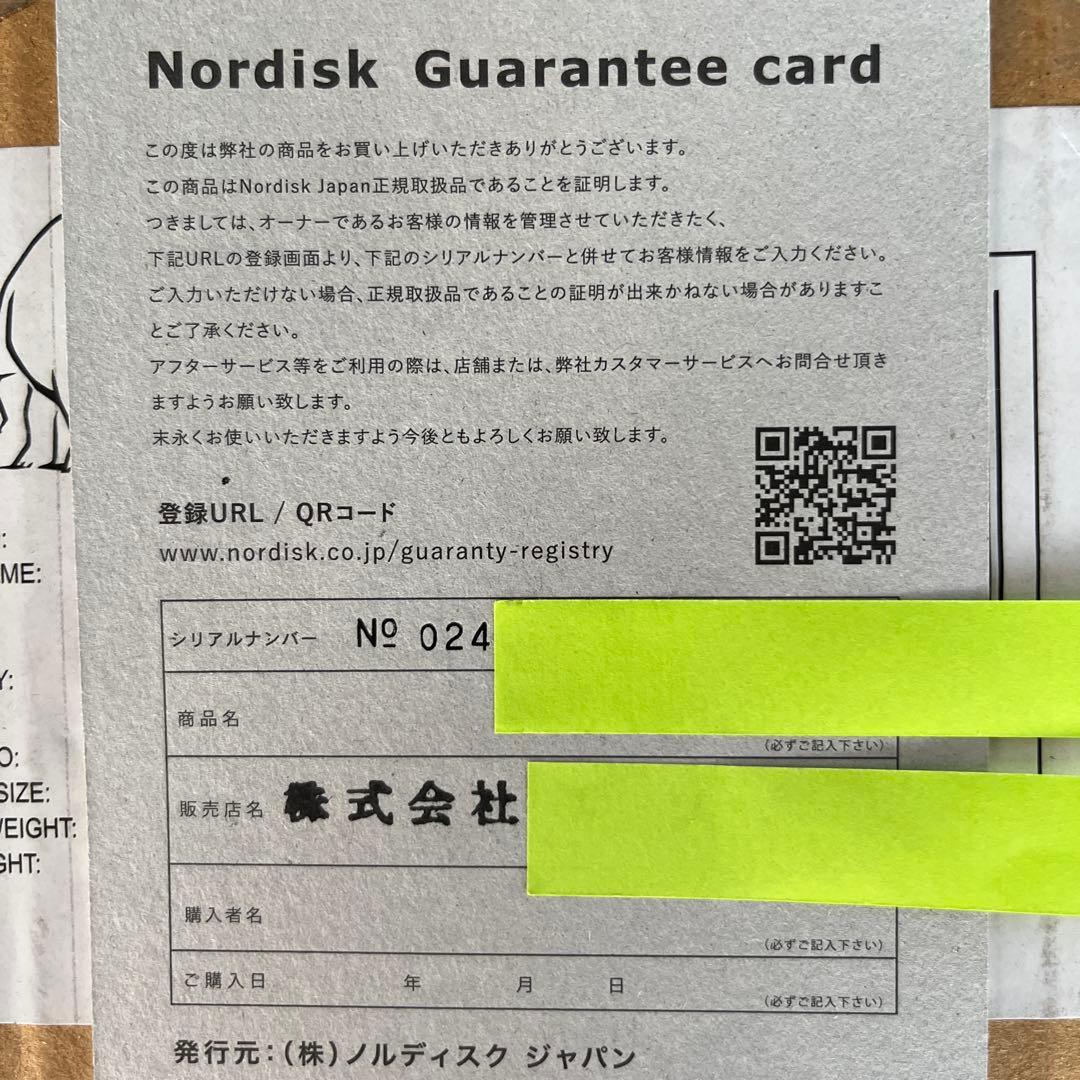 Nordisk Guarantee card
この度は弊社の商品をお買い上げいただきありがとうございます。
この商品はNordisk Japan正規取扱品であることを証明します。
つきましては、オーナーであるお客様の情報を管理させていただきたく、
下記URLの登録画面より、下記のシリアルナンバーと併せてお客様情報をご入力ください。
ご入力いただけない場合、正規取扱品であることの証明が出来かねない場合がありますこ
とご了承ください。
アフターサービス等をご利用の際は、店舗または、弊社カスタマーサービスへお問合せ頂き
ますようお願い致します。
末永くお使いいただきますよう今後ともよろしくお願い致します。
登録URL / QRコード
www.nordisk.co.jp/guaranty-registry
シリアルナンバー № 024
商品名
(必ずご記入下さい)
販売店名 株式会社
購入者名
(必ずご記入下さい)
ご購入日 年 月 日
(必ずご記入下さい)
発行元:(株)ノルディスク ジャパン
:
AME:
Y:
O:
SIZE:
WEIGHT:
GHT: